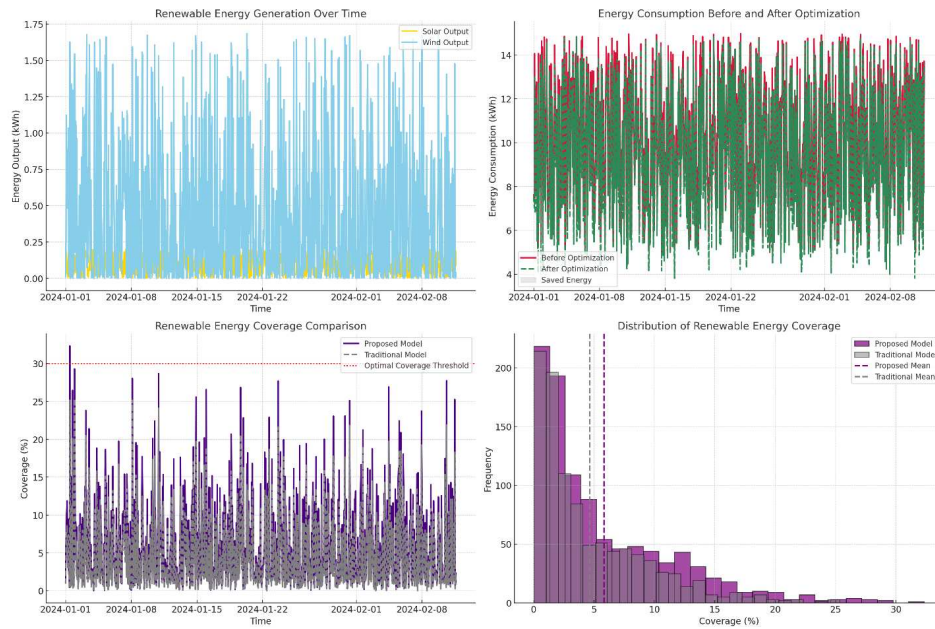 Renewable Energy Generation Over Time
Energy Output (kWh)
1.75
1.50
1.25
1.00
0.75
0.50
0.25
0.00
Solar Output
Wind Output
2024-01-01 2024-01-08 2024-01-15 2024-01-22 2024-02-01 2024-02-08
Time
Energy Consumption Before and After Optimization
Energy Consumption (kWh)
14
12
10
8
6
4
Before Optimization
After Optimization
Saved Energy
2024-01-01 2024-01-08 2024-01-15 2024-01-22 2024-02-01 2024-02-08
Time
Renewable Energy Coverage Comparison
Coverage (%)
30
25
20
15
10
5
0
Proposed Model
Traditional Model
Optimal Coverage Threshold
2024-01-01 2024-01-08 2024-01-15 2024-01-22 2024-02-01 2024-02-08
Time
Distribution of Renewable Energy Coverage
Frequency
200
150
100
50
0
Proposed Model
Traditional Mode
Proposed Mean
Traditional Mean
0 5 10 15 20 25 30
Coverage (%)